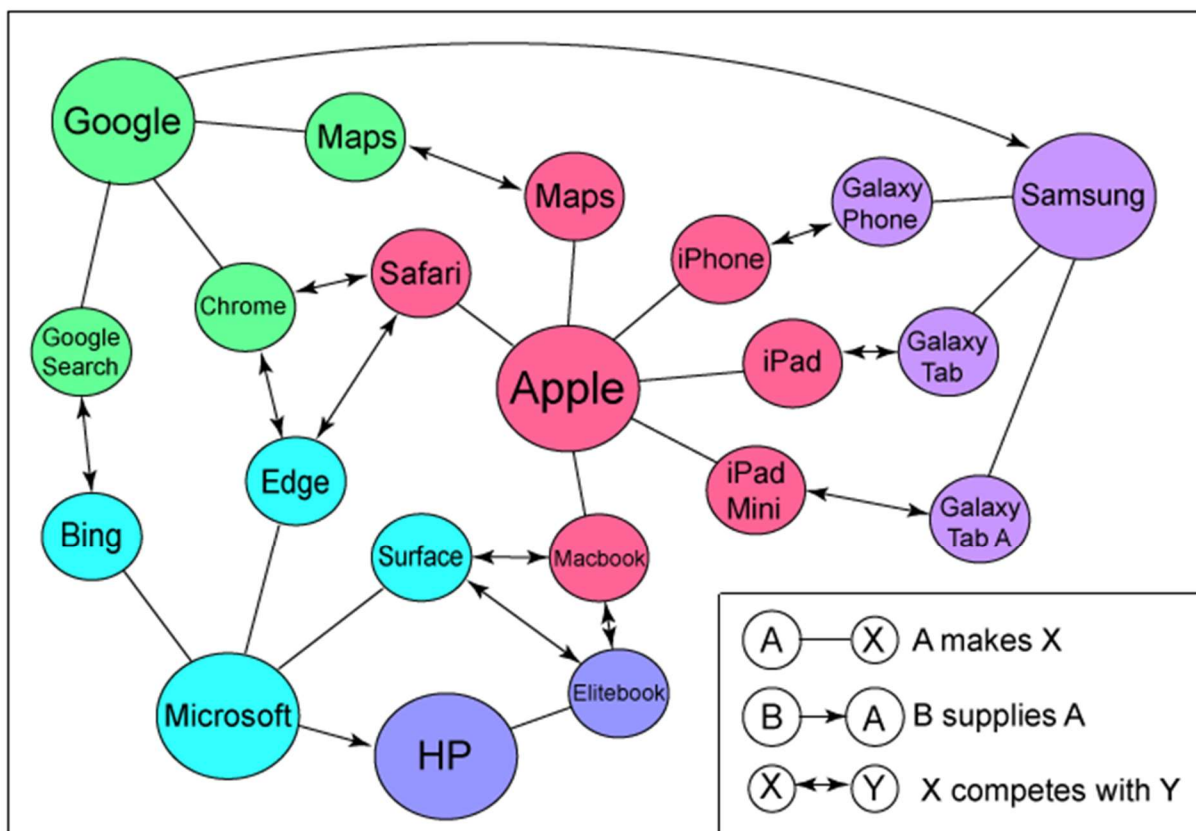 Google
Maps
Maps
Galaxy
Phone
Samsung
iPhone
Safari
Chrome
Google
Search
Apple
iPad
Galaxy
Tab
Edge
iPad
Mini
Galaxy
Tab A
Bing
Surface
Macbook
Elitebook
Microsoft
HP
A X A makes X
B A B supplies A
X Y X competes with Y